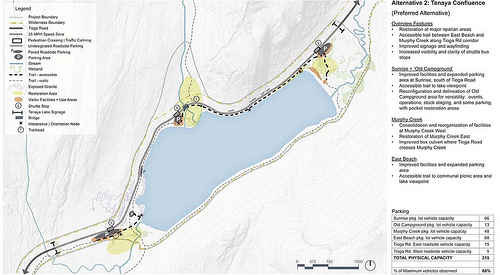 Legend
Project Boundary
Wilderness Boundary
Tioga Road
25 MPH Speed Zone
Pedestrian Crossing | Traffic Calming
Undesignated Roadside Parking
Paved Roadside Parking
Parking Area
Stream
Wetland
Trail - accessible
Trail - rustic
Exposed Granite
Restoration Area
Visitor Facilities + Use Areas
Shuttle Stop
Tenaya Lake Signage
Bridge
Interpretive | Orientation Node
Trailhead
Alternative 2: Tenaya Confluence
(Preferred Alternative)
Overview Features
• Restoration at major riparian areas
• Accessible trail between East Beach and
Murphy Creek along Tioga Rd corridor
• Improved signage and wayfinding
• Increased visibility and clarity of shuttle bus
stops
Sunrise + 'Old Campground'
• Improved facilities and expanded parking
area at Sunrise, south of Tioga Road
• Accessible trail to lake viewpoint
• Reconfiguration and delineation of Old
Campground area for versatility: events,
operations, stock staging, and some parking,
with pocket restoration areas
Murphy Creek
• Consolidation and reorganization of facilities
at Murphy Creek West
• Restoration of Murphy Creek East
• Improved box culvert where Tioga Road
crosses Murphy Creek
East Beach
• Improved facilities and expanded parking
area
• Accessible trail to communal picnic area and
lake viewpoint
Parking
Sunrise pkg. lot vehicle capacity 66
Old Campground pkg. lot vehicle capacity 13
Murphy Creek pkg. lot vehicle capacity 48
East Beach pkg. lot vehicle capacity 68
Tioga Rd. East roadside vehicle capacity 15
Tioga Rd. West roadside vehicle capacity 5
TOTAL PHYSICAL CAPACITY 215
% of Maximum vehicles observed